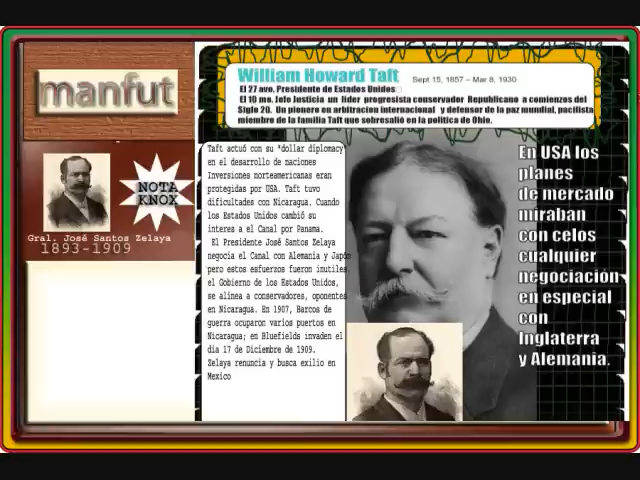 manfut
NOTA
KNOX
Gral. José Santos Zelaya
1893-1909
William Howard Taft Sept 15, 1857 – Mar 8, 1930
El 27 avo. Presidente de Estados Unidos
El 10 mo. Jefe Justicia un lider progresista conservador Republicano a comienzos del
Siglo 20. Un pionero en arbitracion internacional y defensor de la paz mundial, pacifista
miembro de la familia Taft que sobresalió en la política de Ohio.
Taft actuó con su "dollar diplomacy"
en el desarrollo de naciones
Inversiones norteamericanas eran
protegidas por USA. Taft tuvo
dificultades con Nicaragua. Cuando
los Estados Unidos cambió su
interes a el Canal por Panama.
El Presidente José Santos Zelaya
negocia el Canal con Alemania y Japón
pero estos esfuerzos fueron inutiles.
el Gobierno de los Estados Unidos,
se alinea a conservadores, oponentes
en Nicaragua. En 1907, Barcos de
guerra ocuparon varios puertos en
Nicaragua; en Bluefields invaden el
dia 17 de Diciembre de 1909.
Zelaya renuncia y busca exilio en
Mexico
En USA los
planes
de mercado
miraban
con celos
cualquier
negociación
en especial
con
Inglaterra
y Alemania.